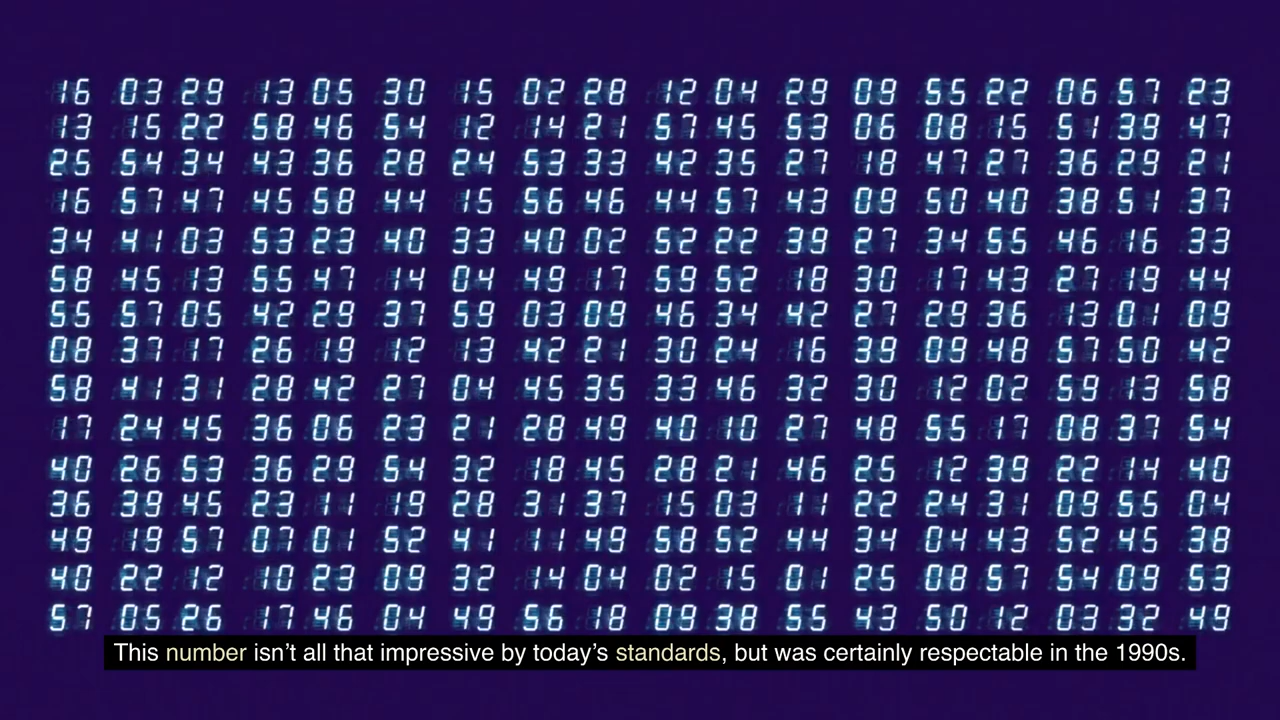 16 03 29 13 05 30 15 02 28 12 04 29 09 55 22 06 57 23
13 15 22 58 46 54 12 14 21 57 45 53 06 08 15 51 39 47
25 54 34 43 36 28 24 53 33 42 35 27 18 47 27 36 29 21
16 57 47 45 58 44 15 56 46 44 57 43 09 50 40 38 51 37
34 41 03 53 23 40 33 40 02 52 22 39 27 34 55 46 16 33
58 45 13 55 47 14 04 49 17 59 52 18 30 17 43 27 19 44
55 57 05 42 29 37 59 03 09 46 34 42 27 29 36 13 01 09
08 37 17 26 19 12 13 42 21 30 24 16 39 09 48 57 50 42
58 41 31 28 42 27 04 45 35 33 46 32 30 12 02 59 13 58
17 24 45 36 06 23 21 28 49 40 10 27 48 55 17 08 37 54
40 26 53 36 29 54 32 18 45 28 21 46 25 12 39 22 14 40
36 39 45 23 11 19 28 31 37 15 03 11 22 24 31 09 55 04
49 19 57 07 01 52 41 11 49 58 52 44 34 04 43 52 45 38
40 22 12 10 23 09 32 14 04 02 15 01 25 08 57 54 09 53
57 05 26 17 46 04 49 56 18 09 38 55 43 50 12 03 32 49
This number isn't all that impressive by today's standards, but was certainly respectable in the 1990s.